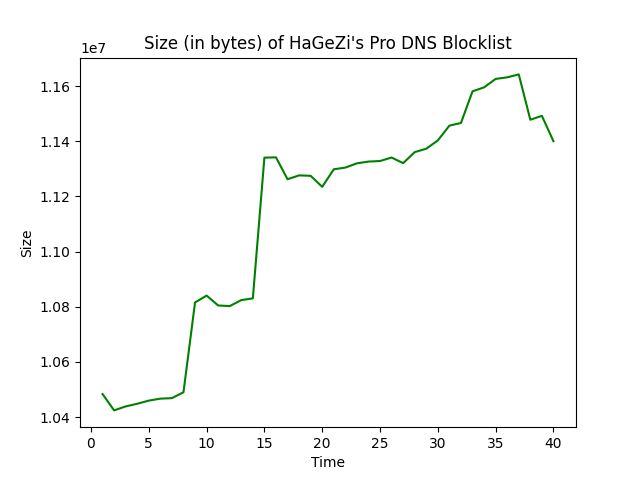 Size (in bytes) of HaGeZi's Pro DNS Blocklist
1e7
1.16
1.14
1.12
1.10
1.08
1.06
1.04
Size
0 5 10 15 20 25 30 35 40
Time